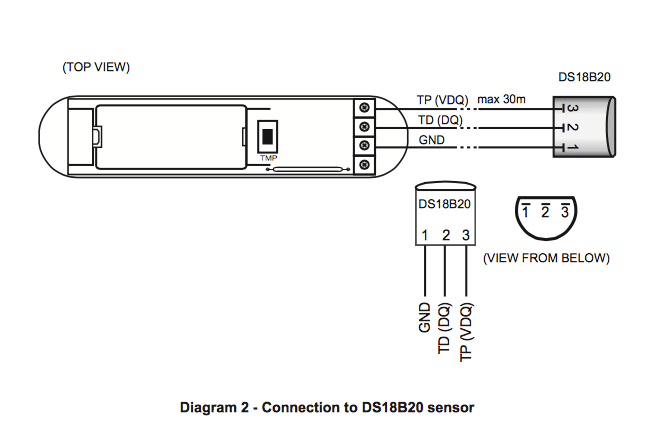 (TOP VIEW)
DS18B20
TP (VDQ) max 30m
TD (DQ)
GND
3
2
1
TMP
DS18B20
1 2 3
1 2 3
(VIEW FROM BELOW)
GND
TD (DQ)
TP (VDQ)
Diagram 2 - Connection to DS18B20 sensor